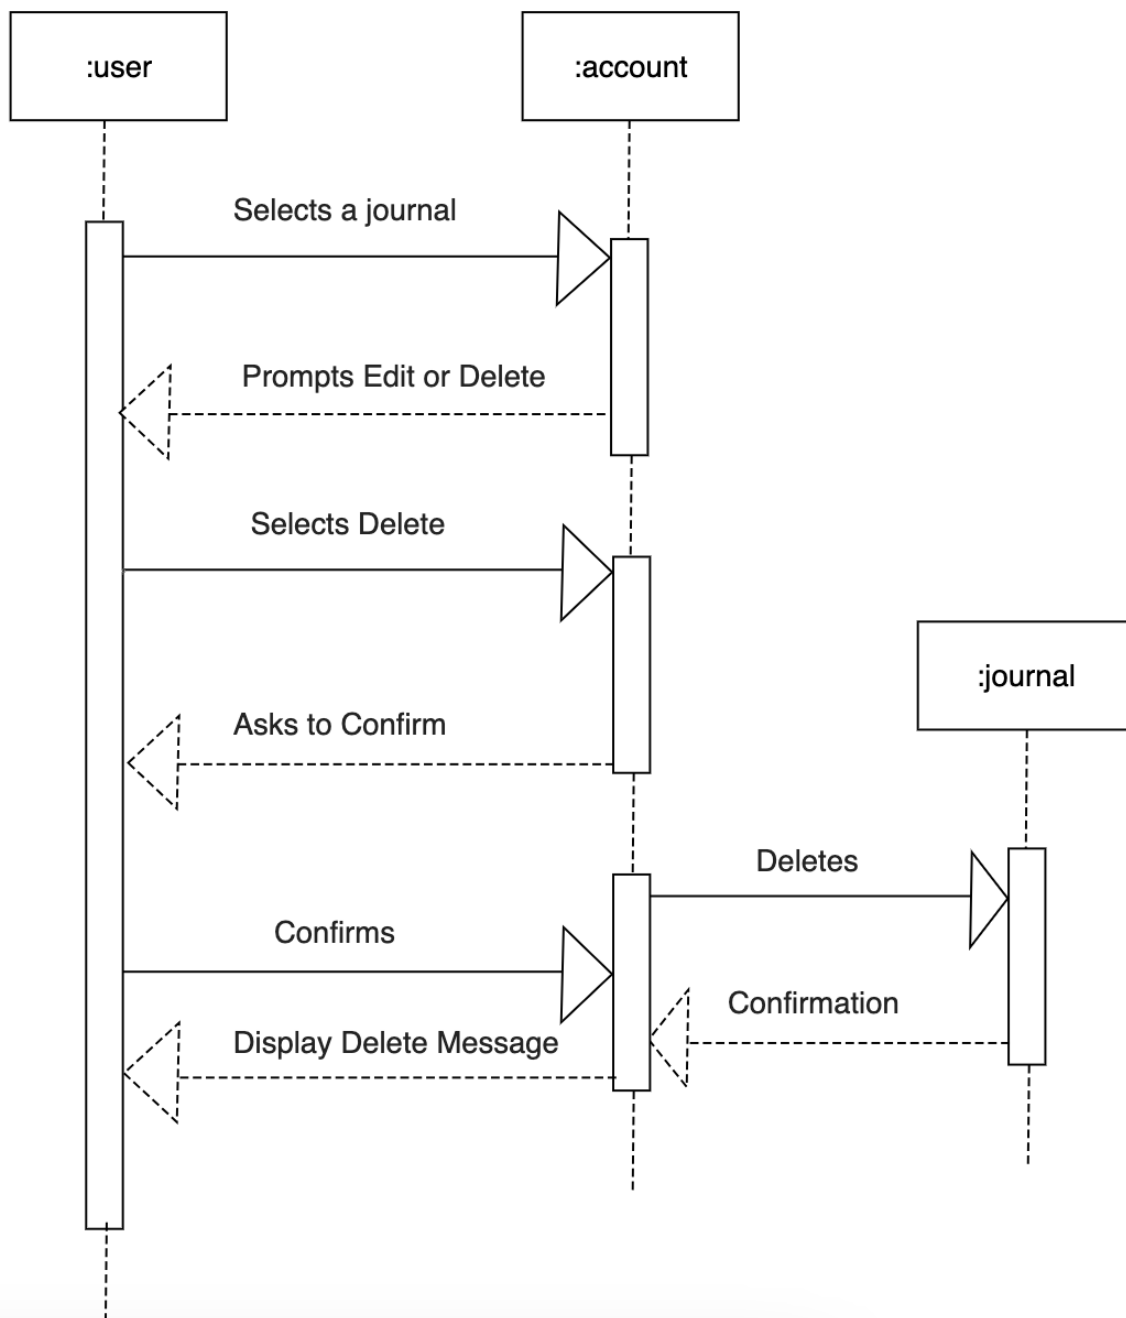 :user
:account
Selects a journal
Prompts Edit or Delete
Selects Delete
:journal
Asks to Confirm
Deletes
Confirms
Confirmation
Display Delete Message